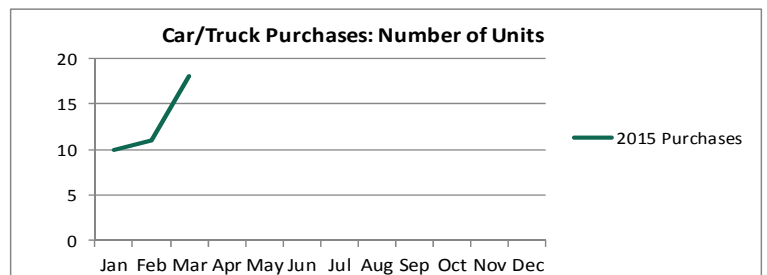 Car/Truck Purchases: Number of Units
20
15
10
5
0
Jan Feb Mar Apr May Jun Jul Aug Sep Oct Nov Dec
2015 Purchases